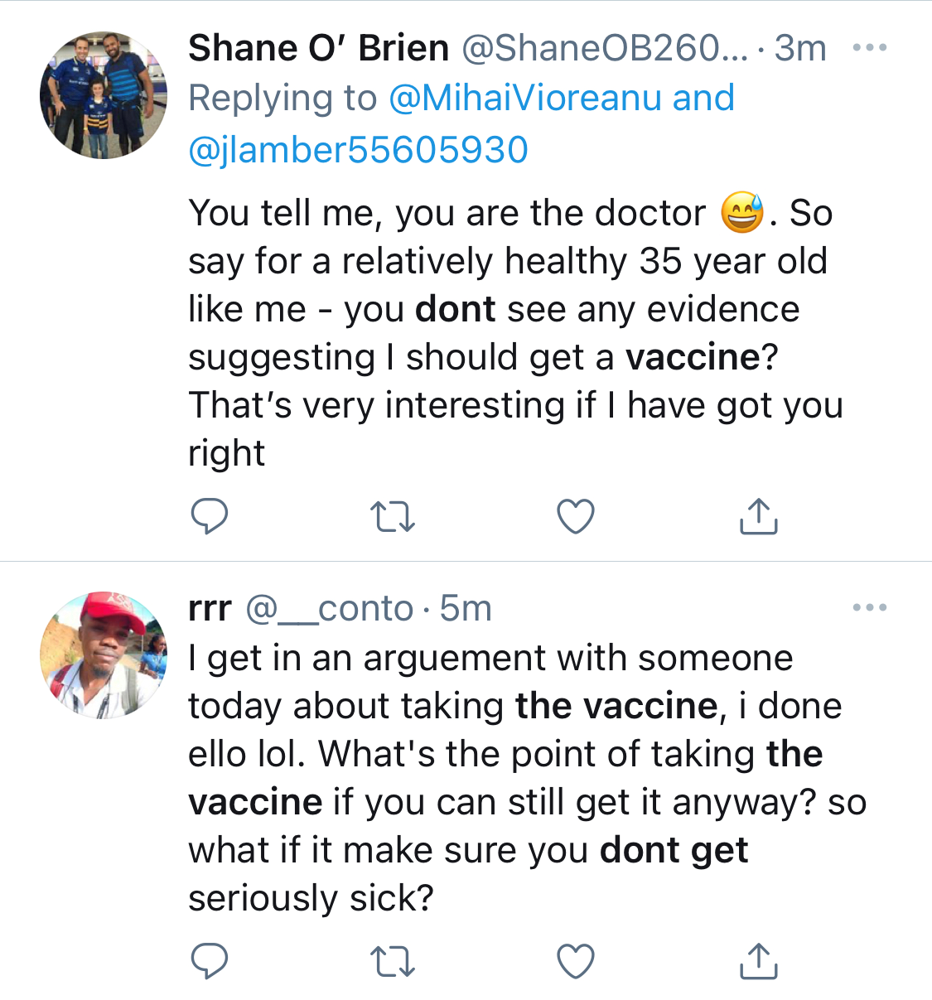 Shane O’ Brien @ShaneOB260... · 3m
Replying to @MihaiVioreanu and
@jlamber55605930
You tell me, you are the doctor 😅. So
say for a relatively healthy 35 year old
like me - you dont see any evidence
suggesting I should get a vaccine?
That’s very interesting if I have got you
right
rrr @__conto · 5m
I get in an arguement with someone
today about taking the vaccine, i done
ello lol. What's the point of taking the
vaccine if you can still get it anyway? so
what if it make sure you dont get
seriously sick?